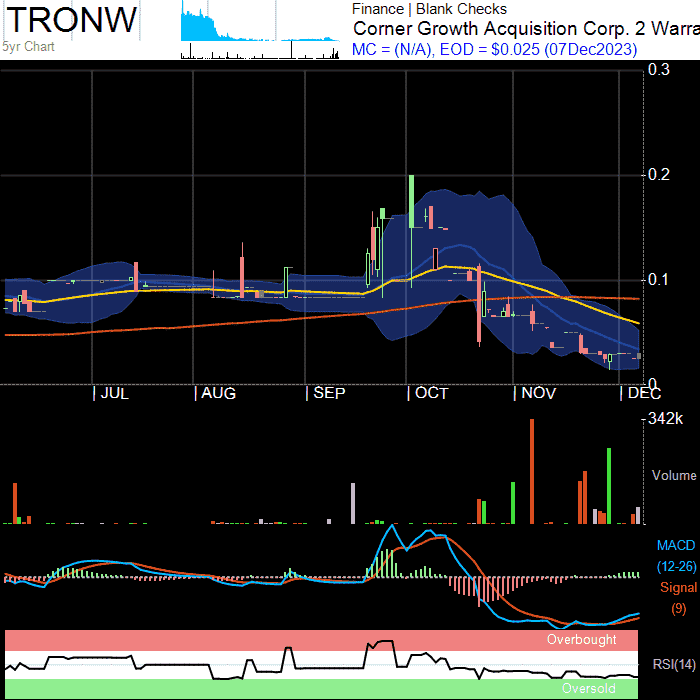 TRONW
Finance | Blank Checks
Corner Growth Acquisition Corp. 2 Warra
5yr Chart
MC = (N/A), EOD = $0.025 (07Dec2023)
0.3
0.2
0.1
0
JUL AUG SEP OCT NOV DEC
342k
Volume
MACD
(12-26)
Signal
(9)
Overbought
RSI(14)
Oversold